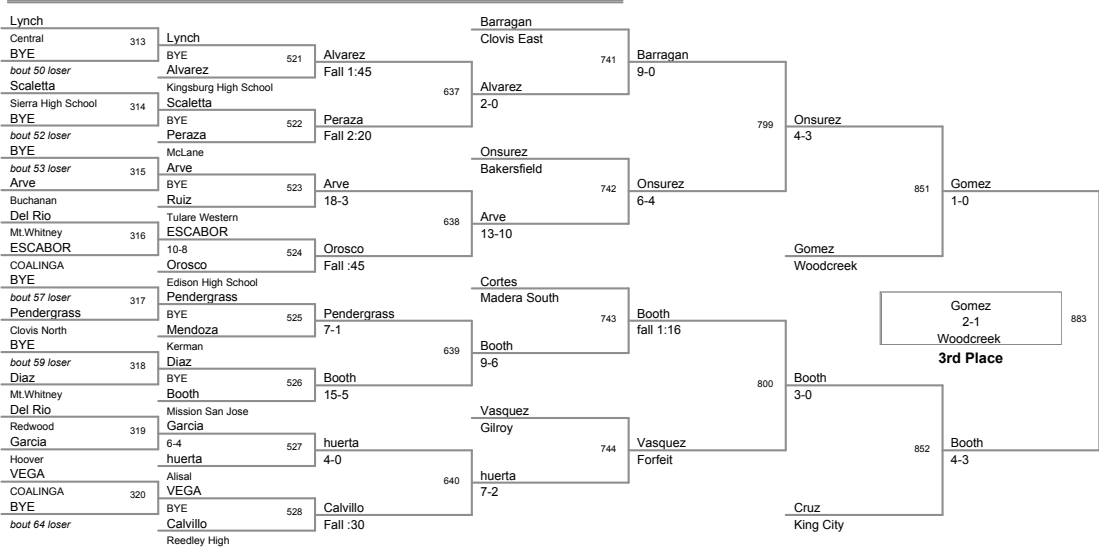 Lynch
Central
313
BYE
bout 50 loser
Scaletta
Sierra High School
314
BYE
bout 52 loser
BYE
bout 53 loser
315
Arve
Buchanan
Del Rio
Mt.Whitney
316
ESCABOR
COALINGA
BYE
bout 57 loser
317
Pendergrass
Clovis North
BYE
bout 59 loser
318
Diaz
Mt.Whitney
Del Rio
Redwood
319
Garcia
Hoover
VEGA
COALINGA
320
BYE
bout 64 loser
Lynch
BYE
521
Alvarez
Kingsburg High School
Scaletta
BYE
522
Peraza
McLane
Arve
BYE
523
Ruiz
Tulare Western
ESCABOR
10-8
524
Orosco
Edison High School
Pendergrass
BYE
525
Mendoza
Kerman
Diaz
BYE
526
Booth
Mission San Jose
Garcia
6-4
527
huerta
Alisal
VEGA
BYE
528
Calvillo
Reedley High
Alvarez
Fall 1:45
637
Peraza
Fall 2:20
Arve
18-3
638
Orosco
Fall :45
Pendergrass
7-1
639
Booth
15-5
huerta
4-0
640
Calvillo
Fall :30
Barragan
Clovis East
741
Alvarez
2-0
Onsurez
Bakersfield
742
Arve
13-10
Cortes
Madera South
743
Booth
9-6
Vasquez
Gilroy
744
huerta
7-2
Barragan
9-0
799
Onsurez
6-4
Booth
fall 1:16
800
Vasquez
Forfeit
Onsurez
4-3
851
Gomez
Woodcreek
Booth
3-0
852
Cruz
King City
Gomez
1-0
883
Booth
4-3
Gomez
2-1
Woodcreek
3rd Place